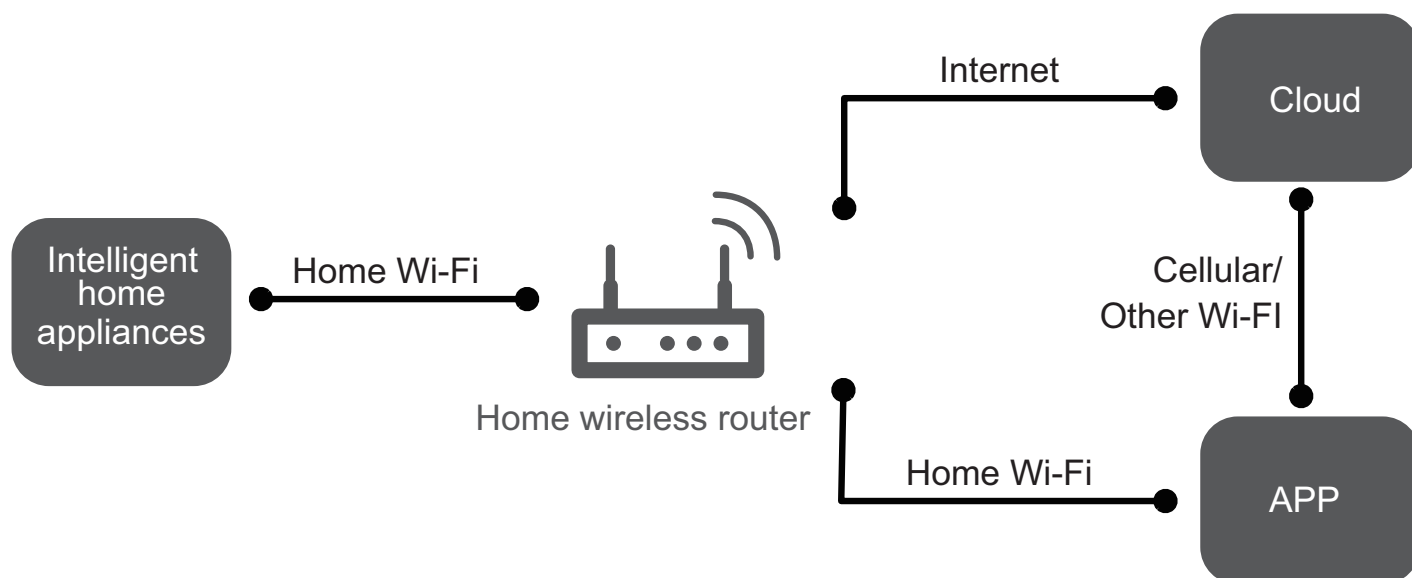 Internet
Cloud
Intelligent
home
appliances
Home Wi-Fi
Cellular/
Other Wi-FI
Home wireless router
Home Wi-Fi
APP